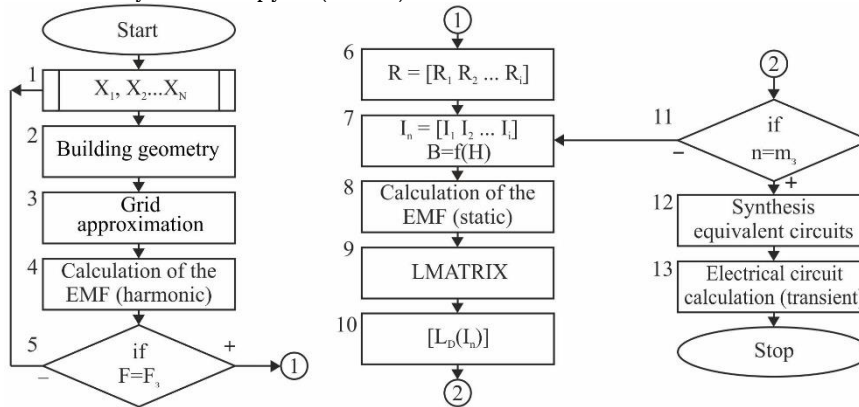 Start
1
X₁, X₂...X_N
2
Building geometry
3
Grid
approximation
4
Calculation of the
EMF (harmonic)
5
if
F=F₃
+
–
1
1
6
R = [R₁ R₂ ... Rᵢ]
7
Iₙ = [I₁ I₂ ... Iᵢ]
B=f(H)
8
Calculation of the
EMF (static)
9
LMATRIX
10
[L_D(Iₙ)]
2
2
11
if
n=m₃
–
+
12
Synthesis
equivalent circuits
13
Electrical circuit
calculation (transient)
Stop